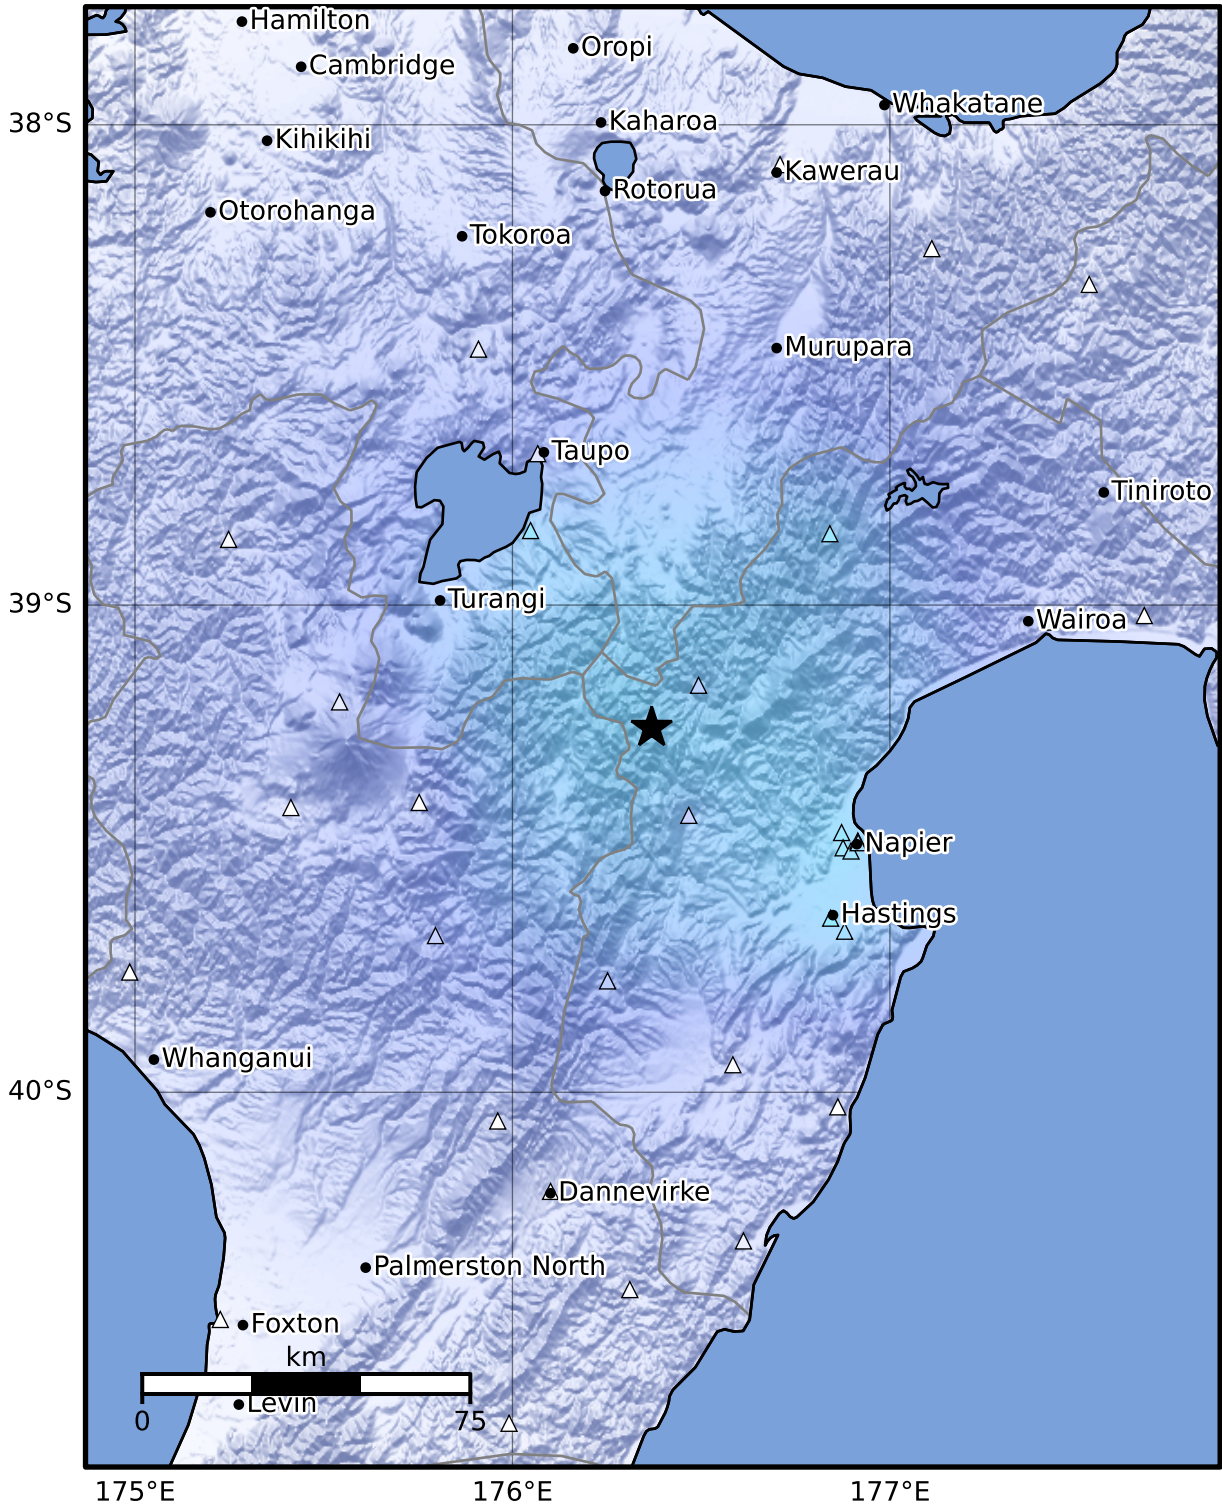 Hamilton
Oropi
Cambridge
Whakatane
38°S
Kaharoa
Kihikihi
Kawerau
Rotorua
Otorohanga
Tokoroa
Murupara
Taupo
Tiniroto
39°S
Turangi
Wairoa
Napier
Hastings
Whanganui
40°S
Dannevirke
Palmerston North
Foxton
km
Levin
0 75
175°E 176°E 177°E